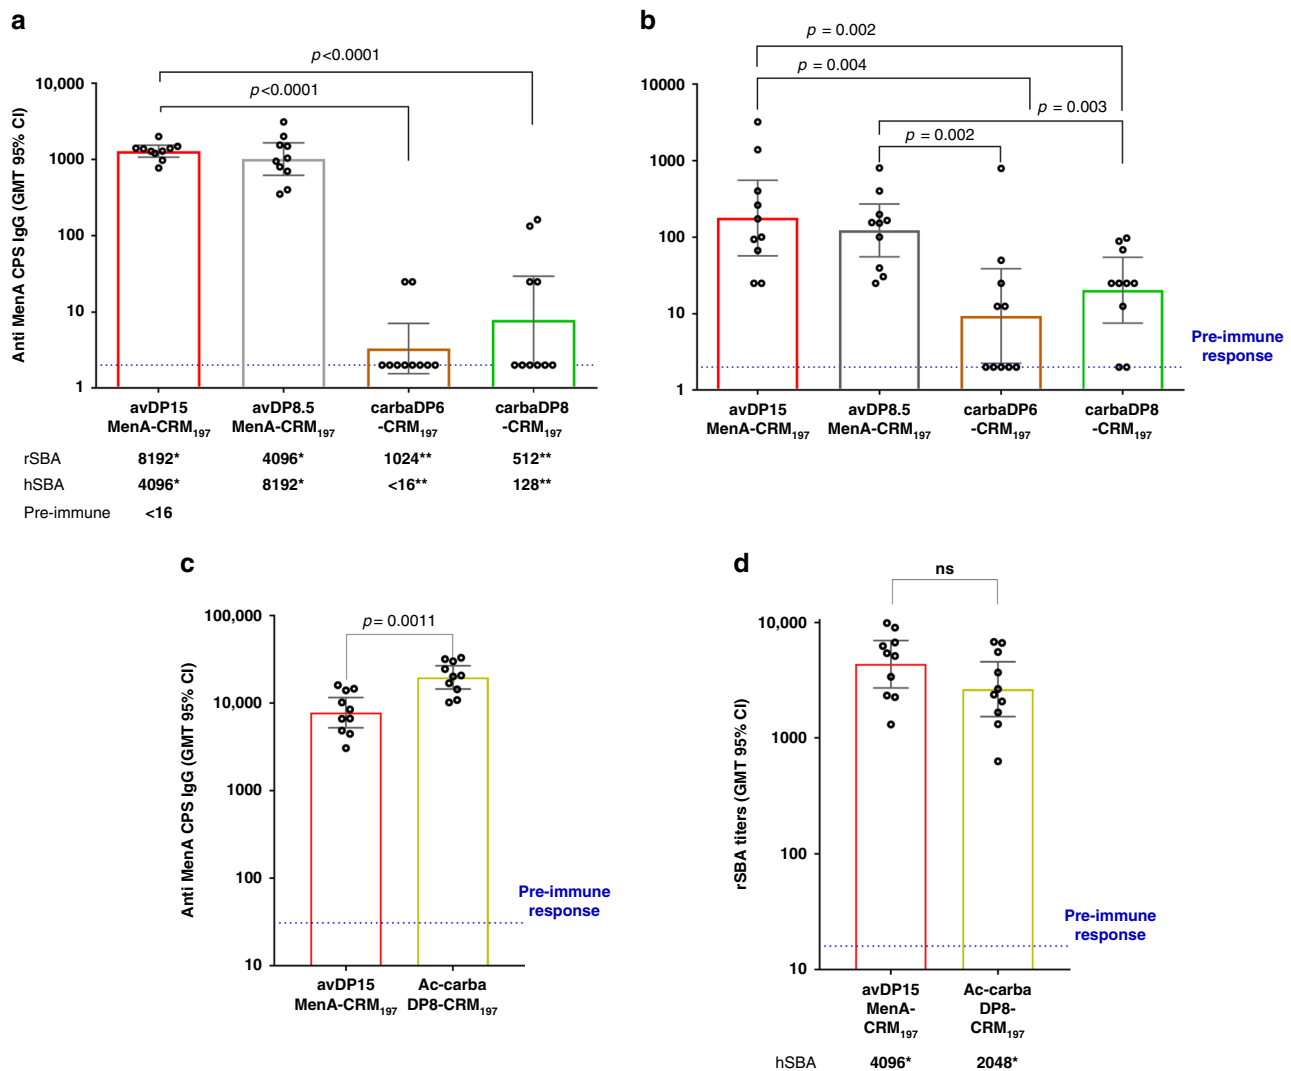 a
p<0.0001
p<0.0001
10,000
1000
100
10
1
Anti MenA CPS IgG (GMT 95% CI)
avDP15
MenA-CRM197
avDP8.5
MenA-CRM197
carbaDP6
-CRM197
carbaDP8
-CRM197
rSBA 8192* 4096* 1024** 512**
hSBA 4096* 8192* <16** 128**
Pre-immune <16
b
p = 0.002
p = 0.004
p = 0.003
p = 0.002
10000
1000
100
10
1
Pre-immune
response
avDP15
MenA-CRM197
avDP8.5
MenA-CRM197
carbaDP6
-CRM197
carbaDP8
-CRM197
c
p = 0.0011
100,000
10,000
1000
100
10
Anti MenA CPS IgG (GMT 95% CI)
Pre-immune
response
avDP15
MenA-CRM197
Ac-carba
DP8-CRM197
d
ns
10,000
1000
100
10
rSBA titers (GMT 95% CI)
Pre-immune
response
avDP15
MenA-
CRM197
Ac-carba
DP8-
CRM197
hSBA 4096* 2048*